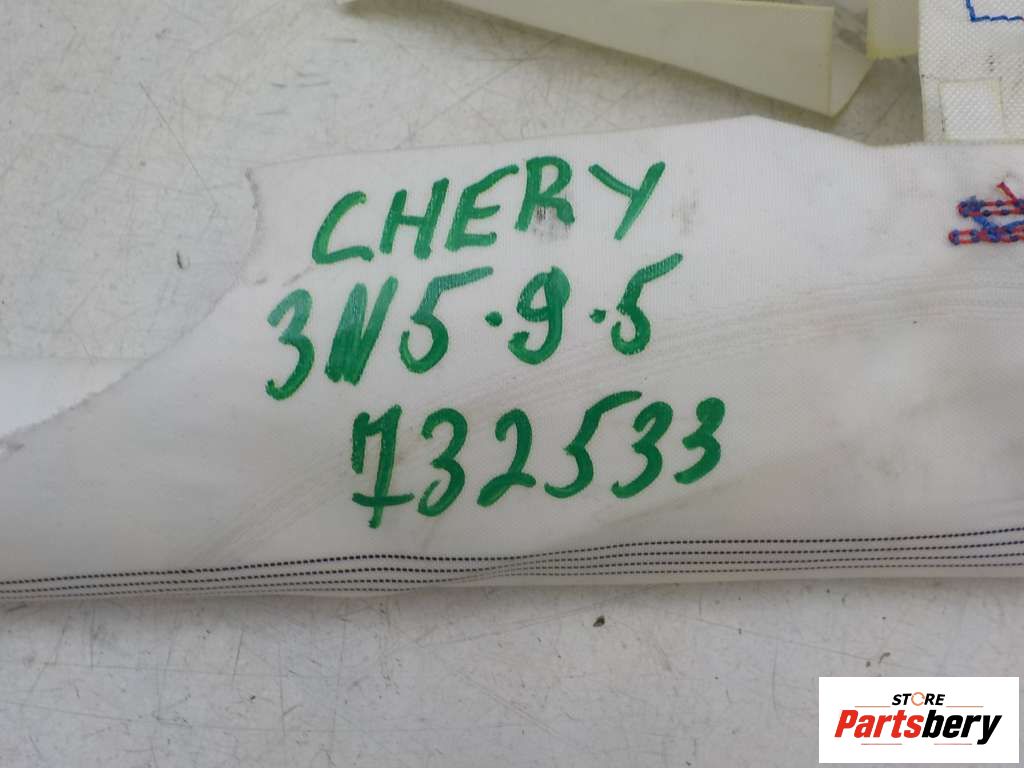 CHERY
3N5.9.5
732533
STORE
Partsbery